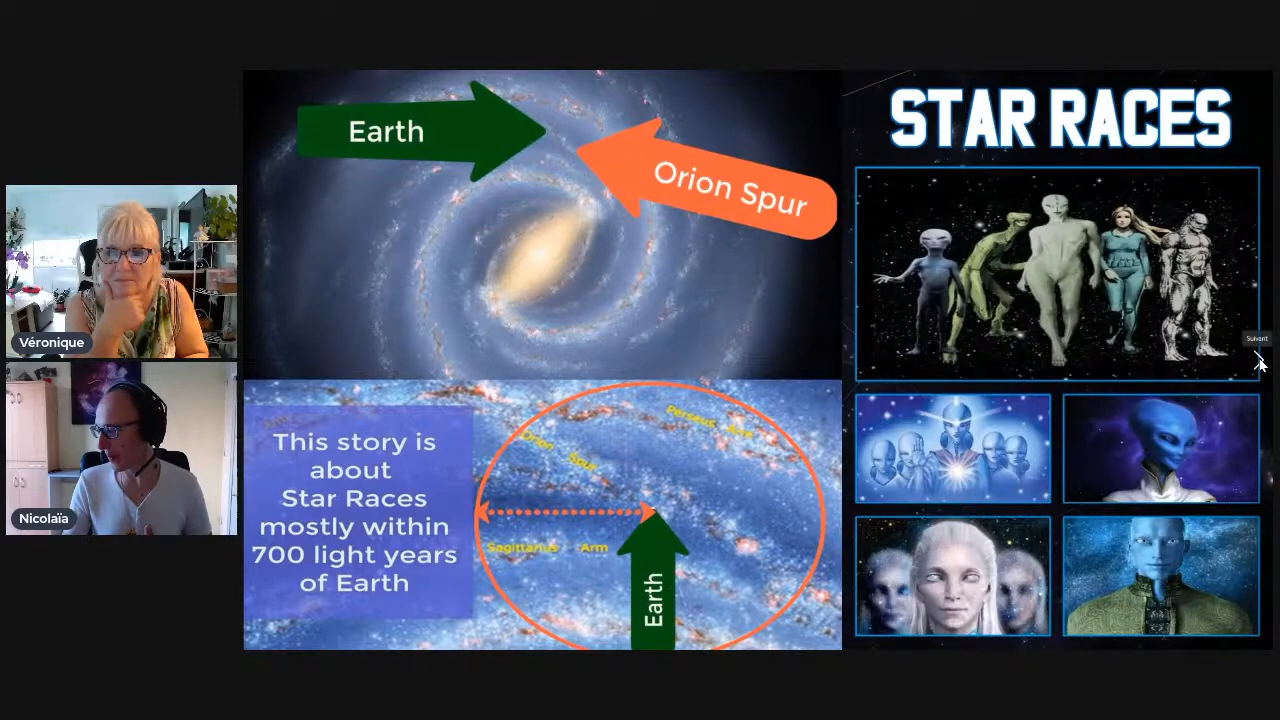 Earth
Orion Spur
STAR RACES
Suivant
Véronique
Nicolaïa
This story is
about
Star Races
mostly within
700 light years
of Earth
Perseus Arm
Orion Spur
Sagittarius Arm
Earth